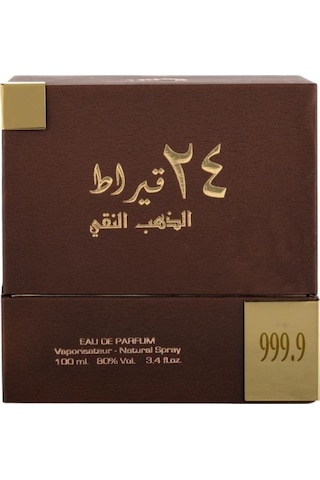 ٢٤ قيراط
الذهب النقي
EAU DE PARFUM
Vaporisateur - Natural Spray
100 ml. 80% Vol. 3.4 fl.oz.
999.9